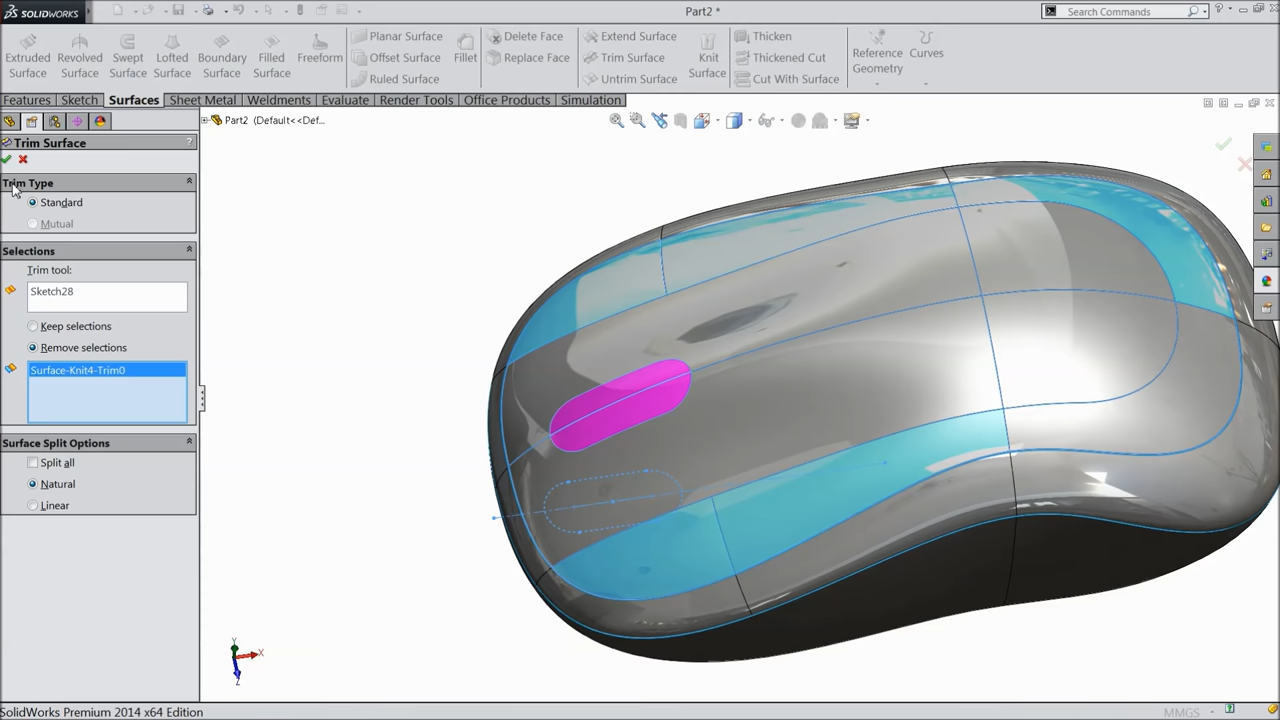 SOLIDWORKS
Part2 *
Search Commands
Extruded Surface
Revolved Surface
Swept Surface
Lofted Surface
Boundary Surface
Filled Surface
Freeform
Planar Surface
Offset Surface
Ruled Surface
Fillet
Delete Face
Replace Face
Extend Surface
Trim Surface
Untrim Surface
Knit Surface
Thicken
Thickened Cut
Cut With Surface
Reference Geometry
Curves
Features
Sketch
Surfaces
Sheet Metal
Weldments
Evaluate
Render Tools
Office Products
Simulation
Part2 (Default<<Def...
Trim Surface
?
Trim Type
Standard
Mutual
Selections
Trim tool:
Sketch28
Keep selections
Remove selections
Surface-Knit4-Trim0
Surface Split Options
Split all
Natural
Linear
Y
X
Z
SolidWorks Premium 2014 x64 Edition
MMGS